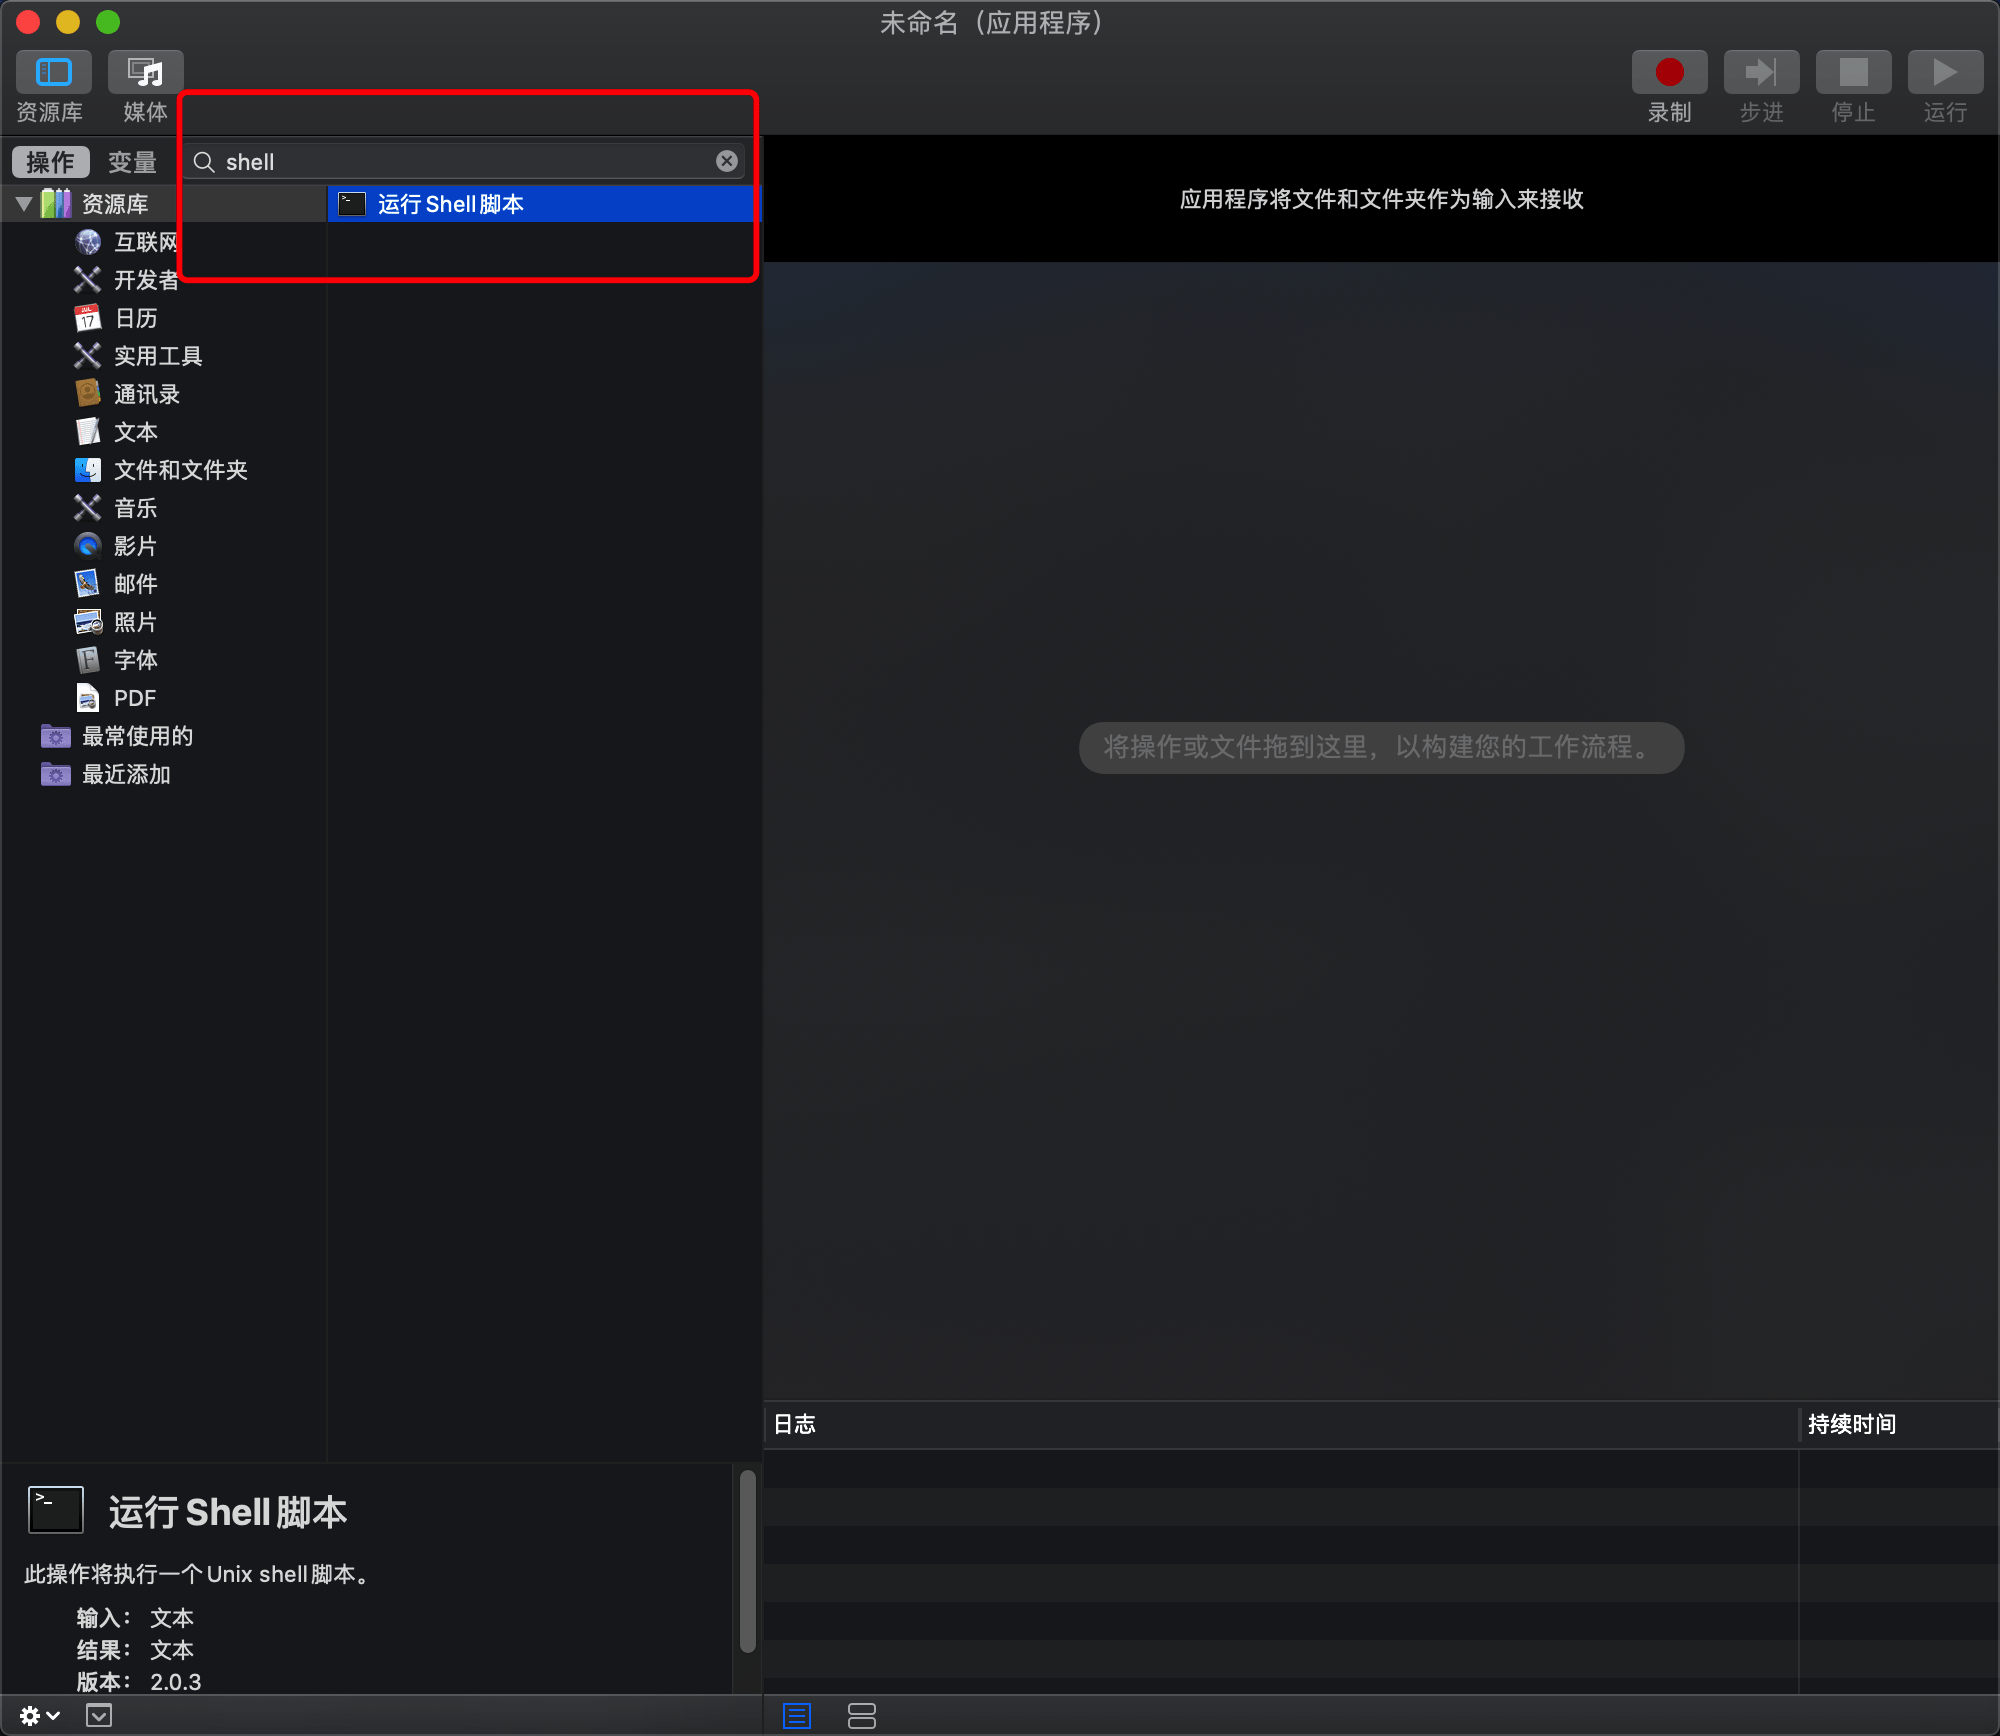 未命名（应用程序）
资源库
媒体
录制
步进
停止
运行
操作
变量
shell
资源库
运行 Shell 脚本
互联网
开发者
日历
实用工具
通讯录
文本
文件和文件夹
音乐
影片
邮件
照片
字体
PDF
最常使用的
最近添加
应用程序将文件和文件夹作为输入来接收
将操作或文件拖到这里，以构建您的工作流程。
日志
持续时间
运行 Shell 脚本
此操作将执行一个 Unix shell 脚本。
输入： 文本
结果： 文本
版本： 2.0.3